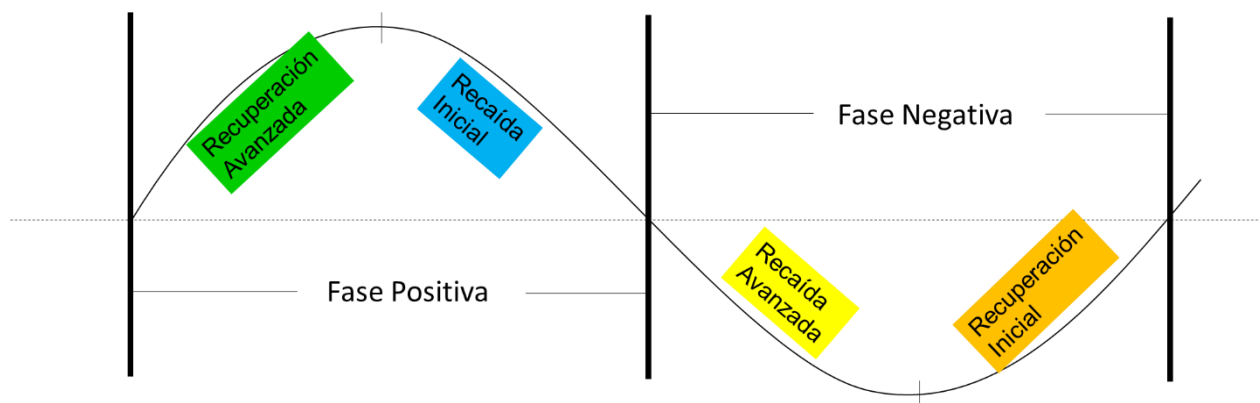 Recuperación
Avanzada
Recaída
Inicial
Fase Negativa
Fase Positiva
Recaída
Avanzada
Recuperación
Inicial